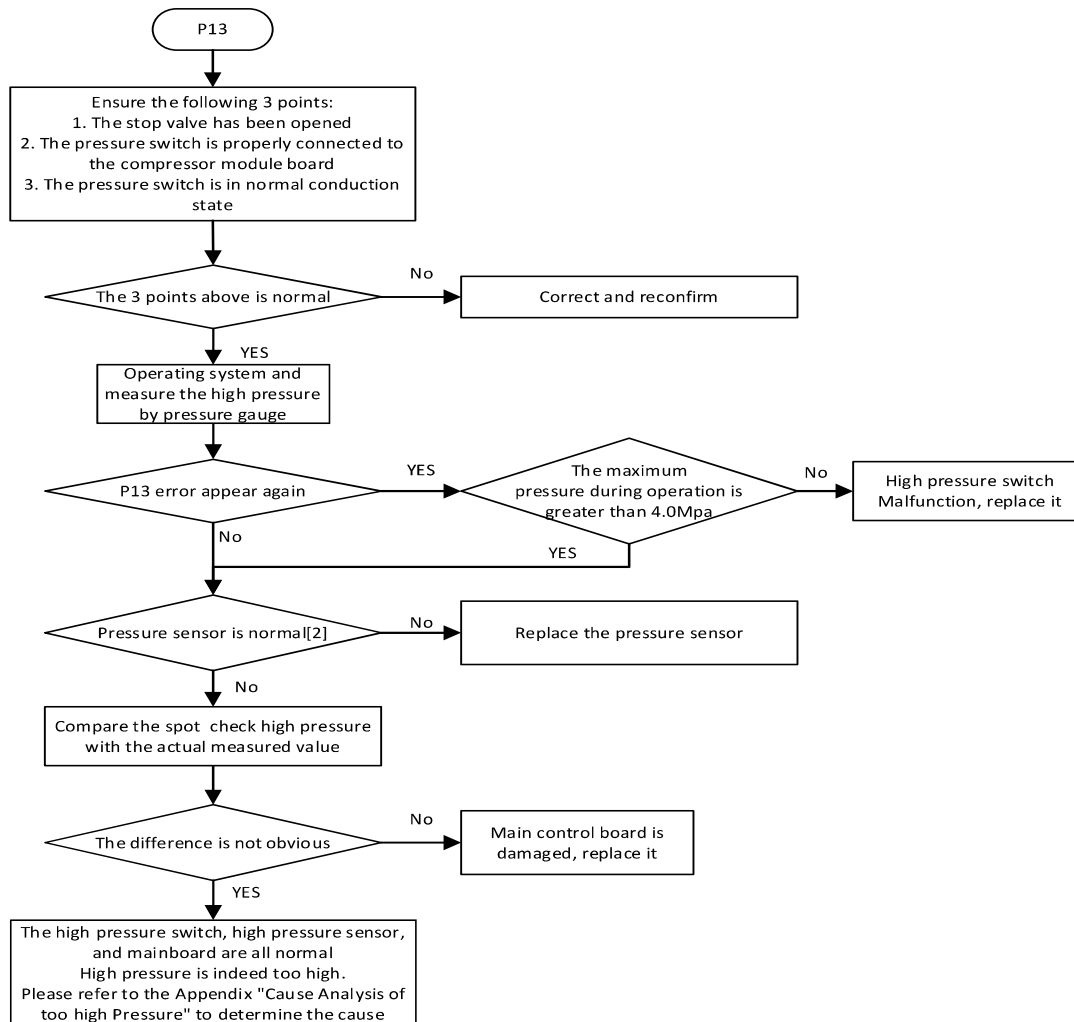 P13
Ensure the following 3 points:
1. The stop valve has been opened
2. The pressure switch is properly connected to
the compressor module board
3. The pressure switch is in normal conduction
state
The 3 points above is normal
No
Correct and reconfirm
YES
Operating system and
measure the high pressure
by pressure gauge
P13 error appear again
YES
The maximum
pressure during operation is
greater than 4.0Mpa
No
High pressure switch
Malfunction, replace it
No
YES
Pressure sensor is normal[2]
No
Replace the pressure sensor
No
Compare the spot check high pressure
with the actual measured value
The difference is not obvious
No
Main control board is
damaged, replace it
YES
The high pressure switch, high pressure sensor,
and mainboard are all normal
High pressure is indeed too high.
Please refer to the Appendix "Cause Analysis of
too high Pressure" to determine the cause